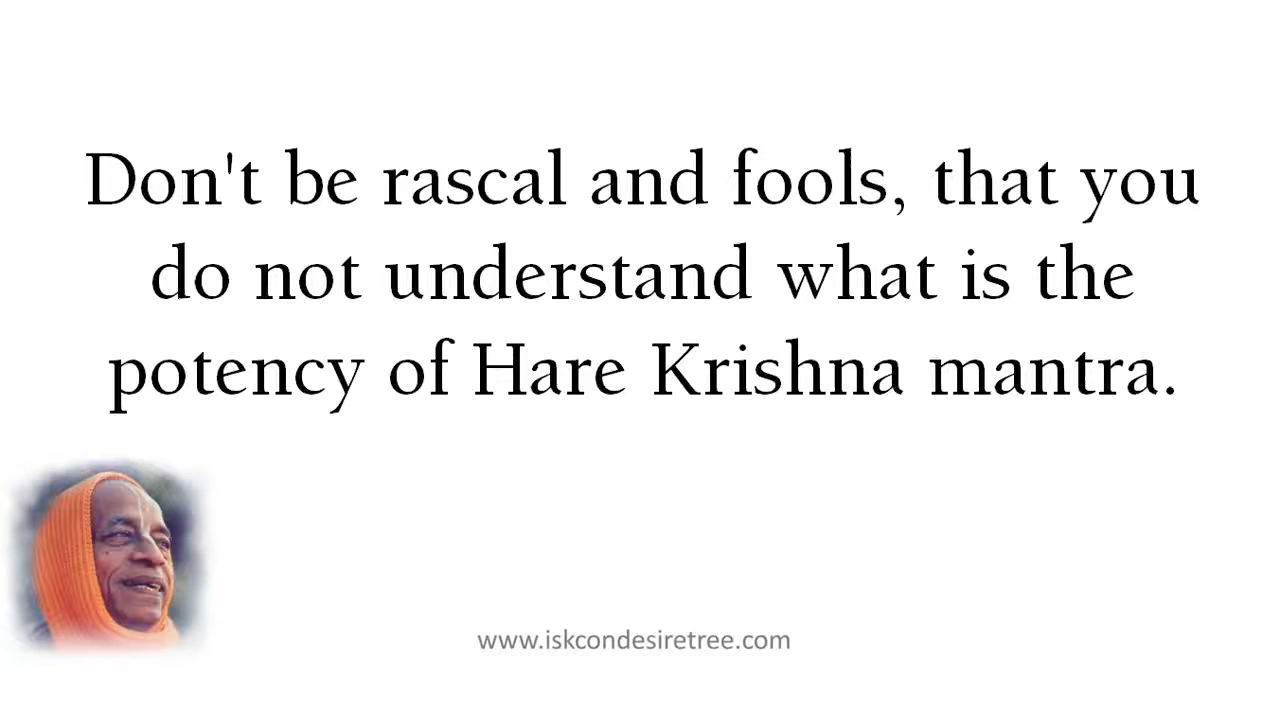 Don't be rascal and fools, that you
do not understand what is the
potency of Hare Krishna mantra.
www.iskcondesiretree.com